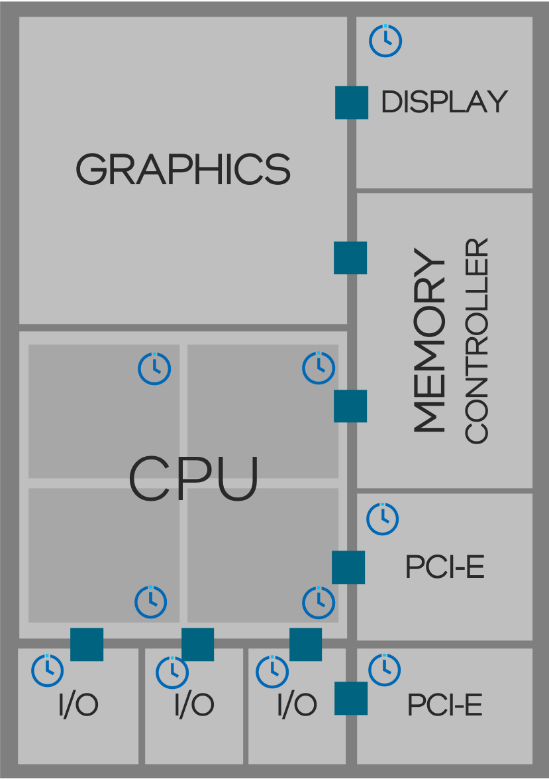 DISPLAY
GRAPHICS
MEMORY
CONTROLLER
CPU
PCI-E
I/O
I/O
I/O
PCI-E